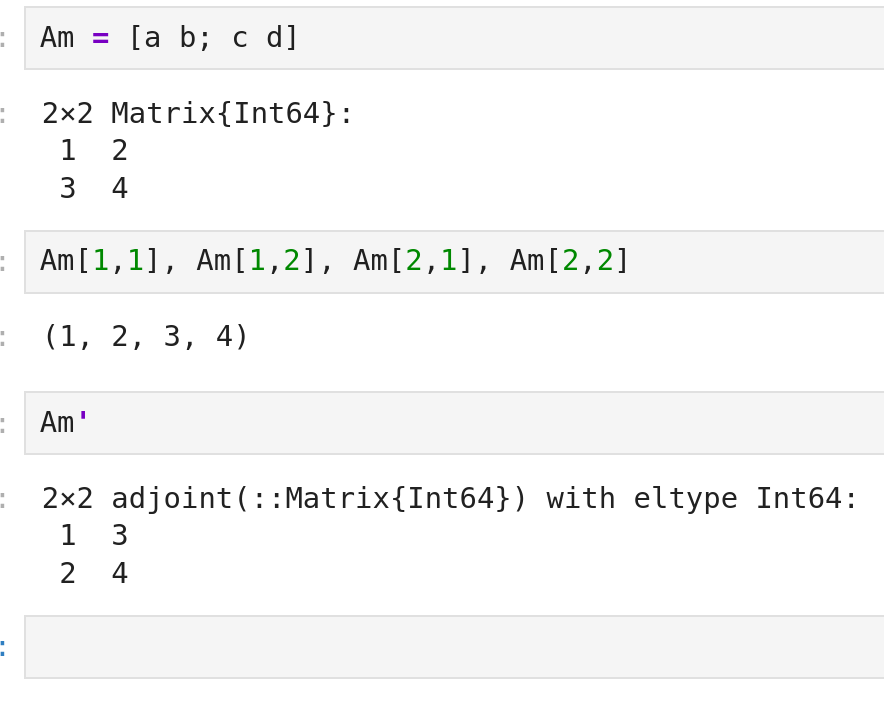 : Am = [a b; c d]
: 2×2 Matrix{Int64}:
 1  2
 3  4
: Am[1,1], Am[1,2], Am[2,1], Am[2,2]
: (1, 2, 3, 4)
: Am'
: 2×2 adjoint(::Matrix{Int64}) with eltype Int64:
 1  3
 2  4
: